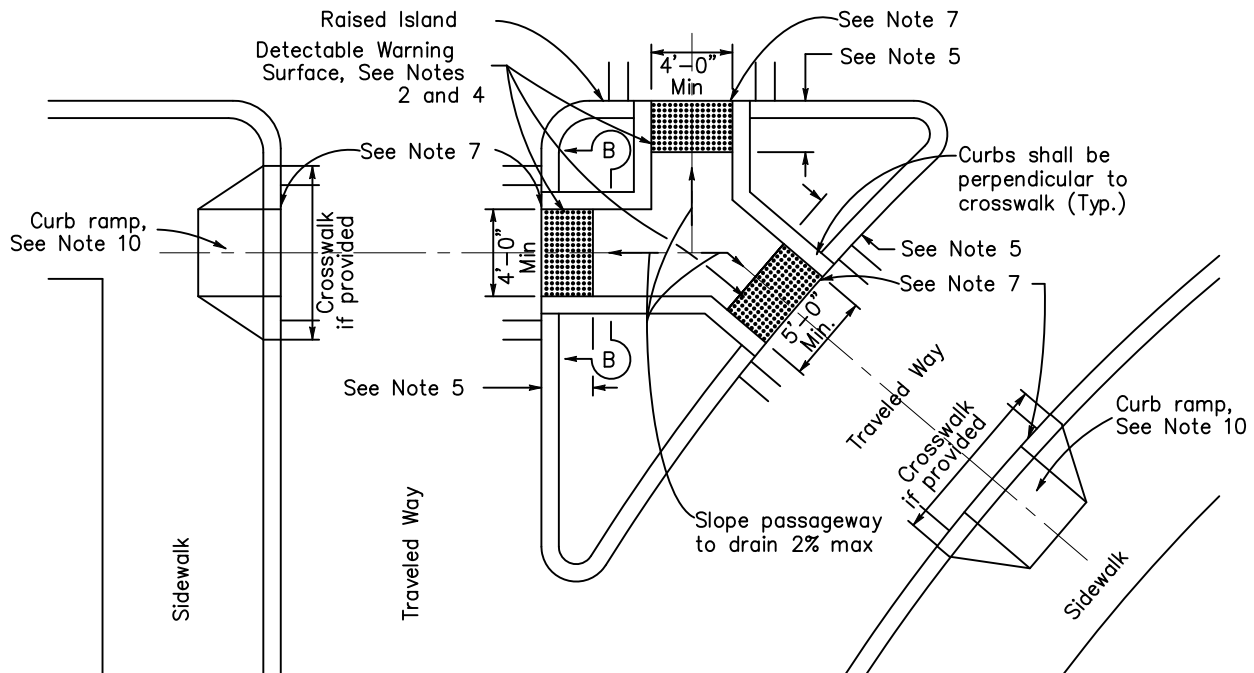 Raised Island
See Note 7
Detectable Warning
Surface, See Notes
2 and 4
4'-0"
Min
See Note 5
B
See Note 7
Curbs shall be
perpendicular to
crosswalk (Typ.)
Curb ramp,
See Note 10
Crosswalk
if provided
4'-0"
Min
See Note 5
See Note 7
5'-0"
Min.
B
See Note 5
Traveled Way
Crosswalk
if provided
Curb ramp,
See Note 10
Slope passageway
to drain 2% max
Sidewalk
Traveled Way
Sidewalk